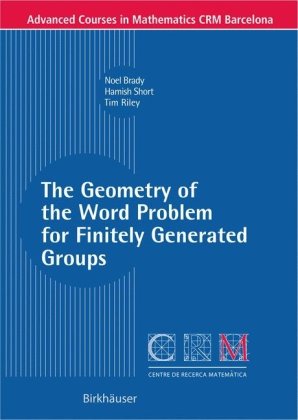 Advanced Courses in Mathematics CRM Barcelona
Noel Brady
Hamish Short
Tim Riley
The Geometry of
the Word Problem
for Finitely Generated
Groups
CRM
CENTRE DE RECERCA MATEMÀTICA
Birkhäuser